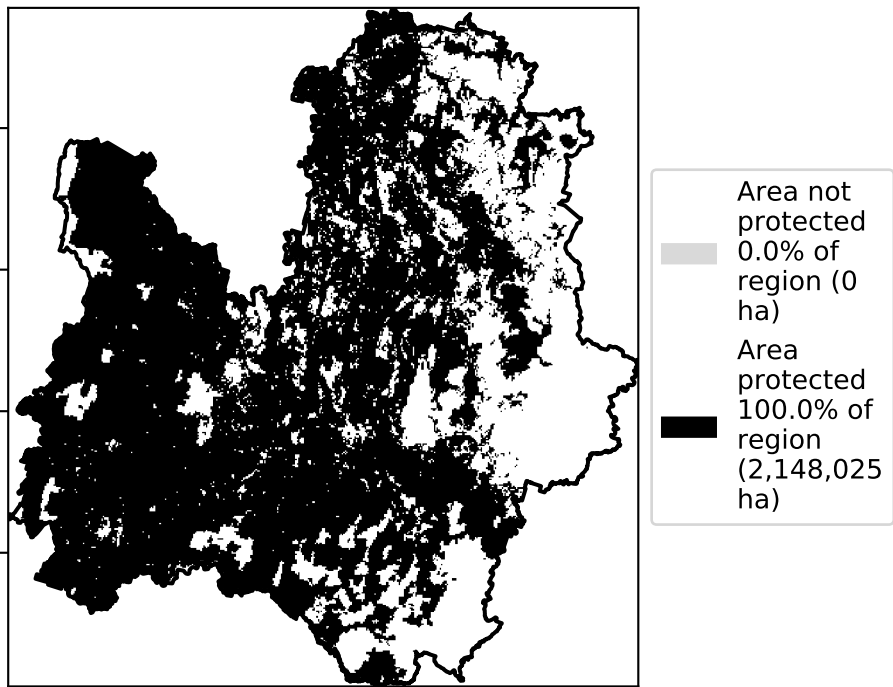 Area not
protected
0.0% of
region (0
ha)
Area
protected
100.0% of
region
(2,148,025
ha)